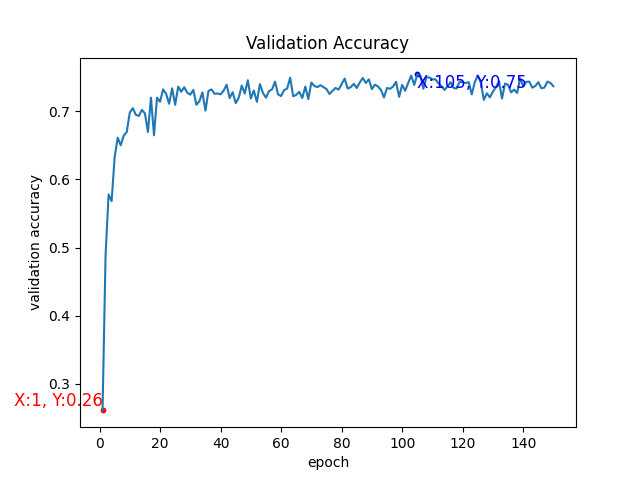 Validation Accuracy
validation accuracy
0.7
0.6
0.5
0.4
0.3
X:105, Y:0.75
X:1, Y:0.26
0 20 40 60 80 100 120 140
epoch